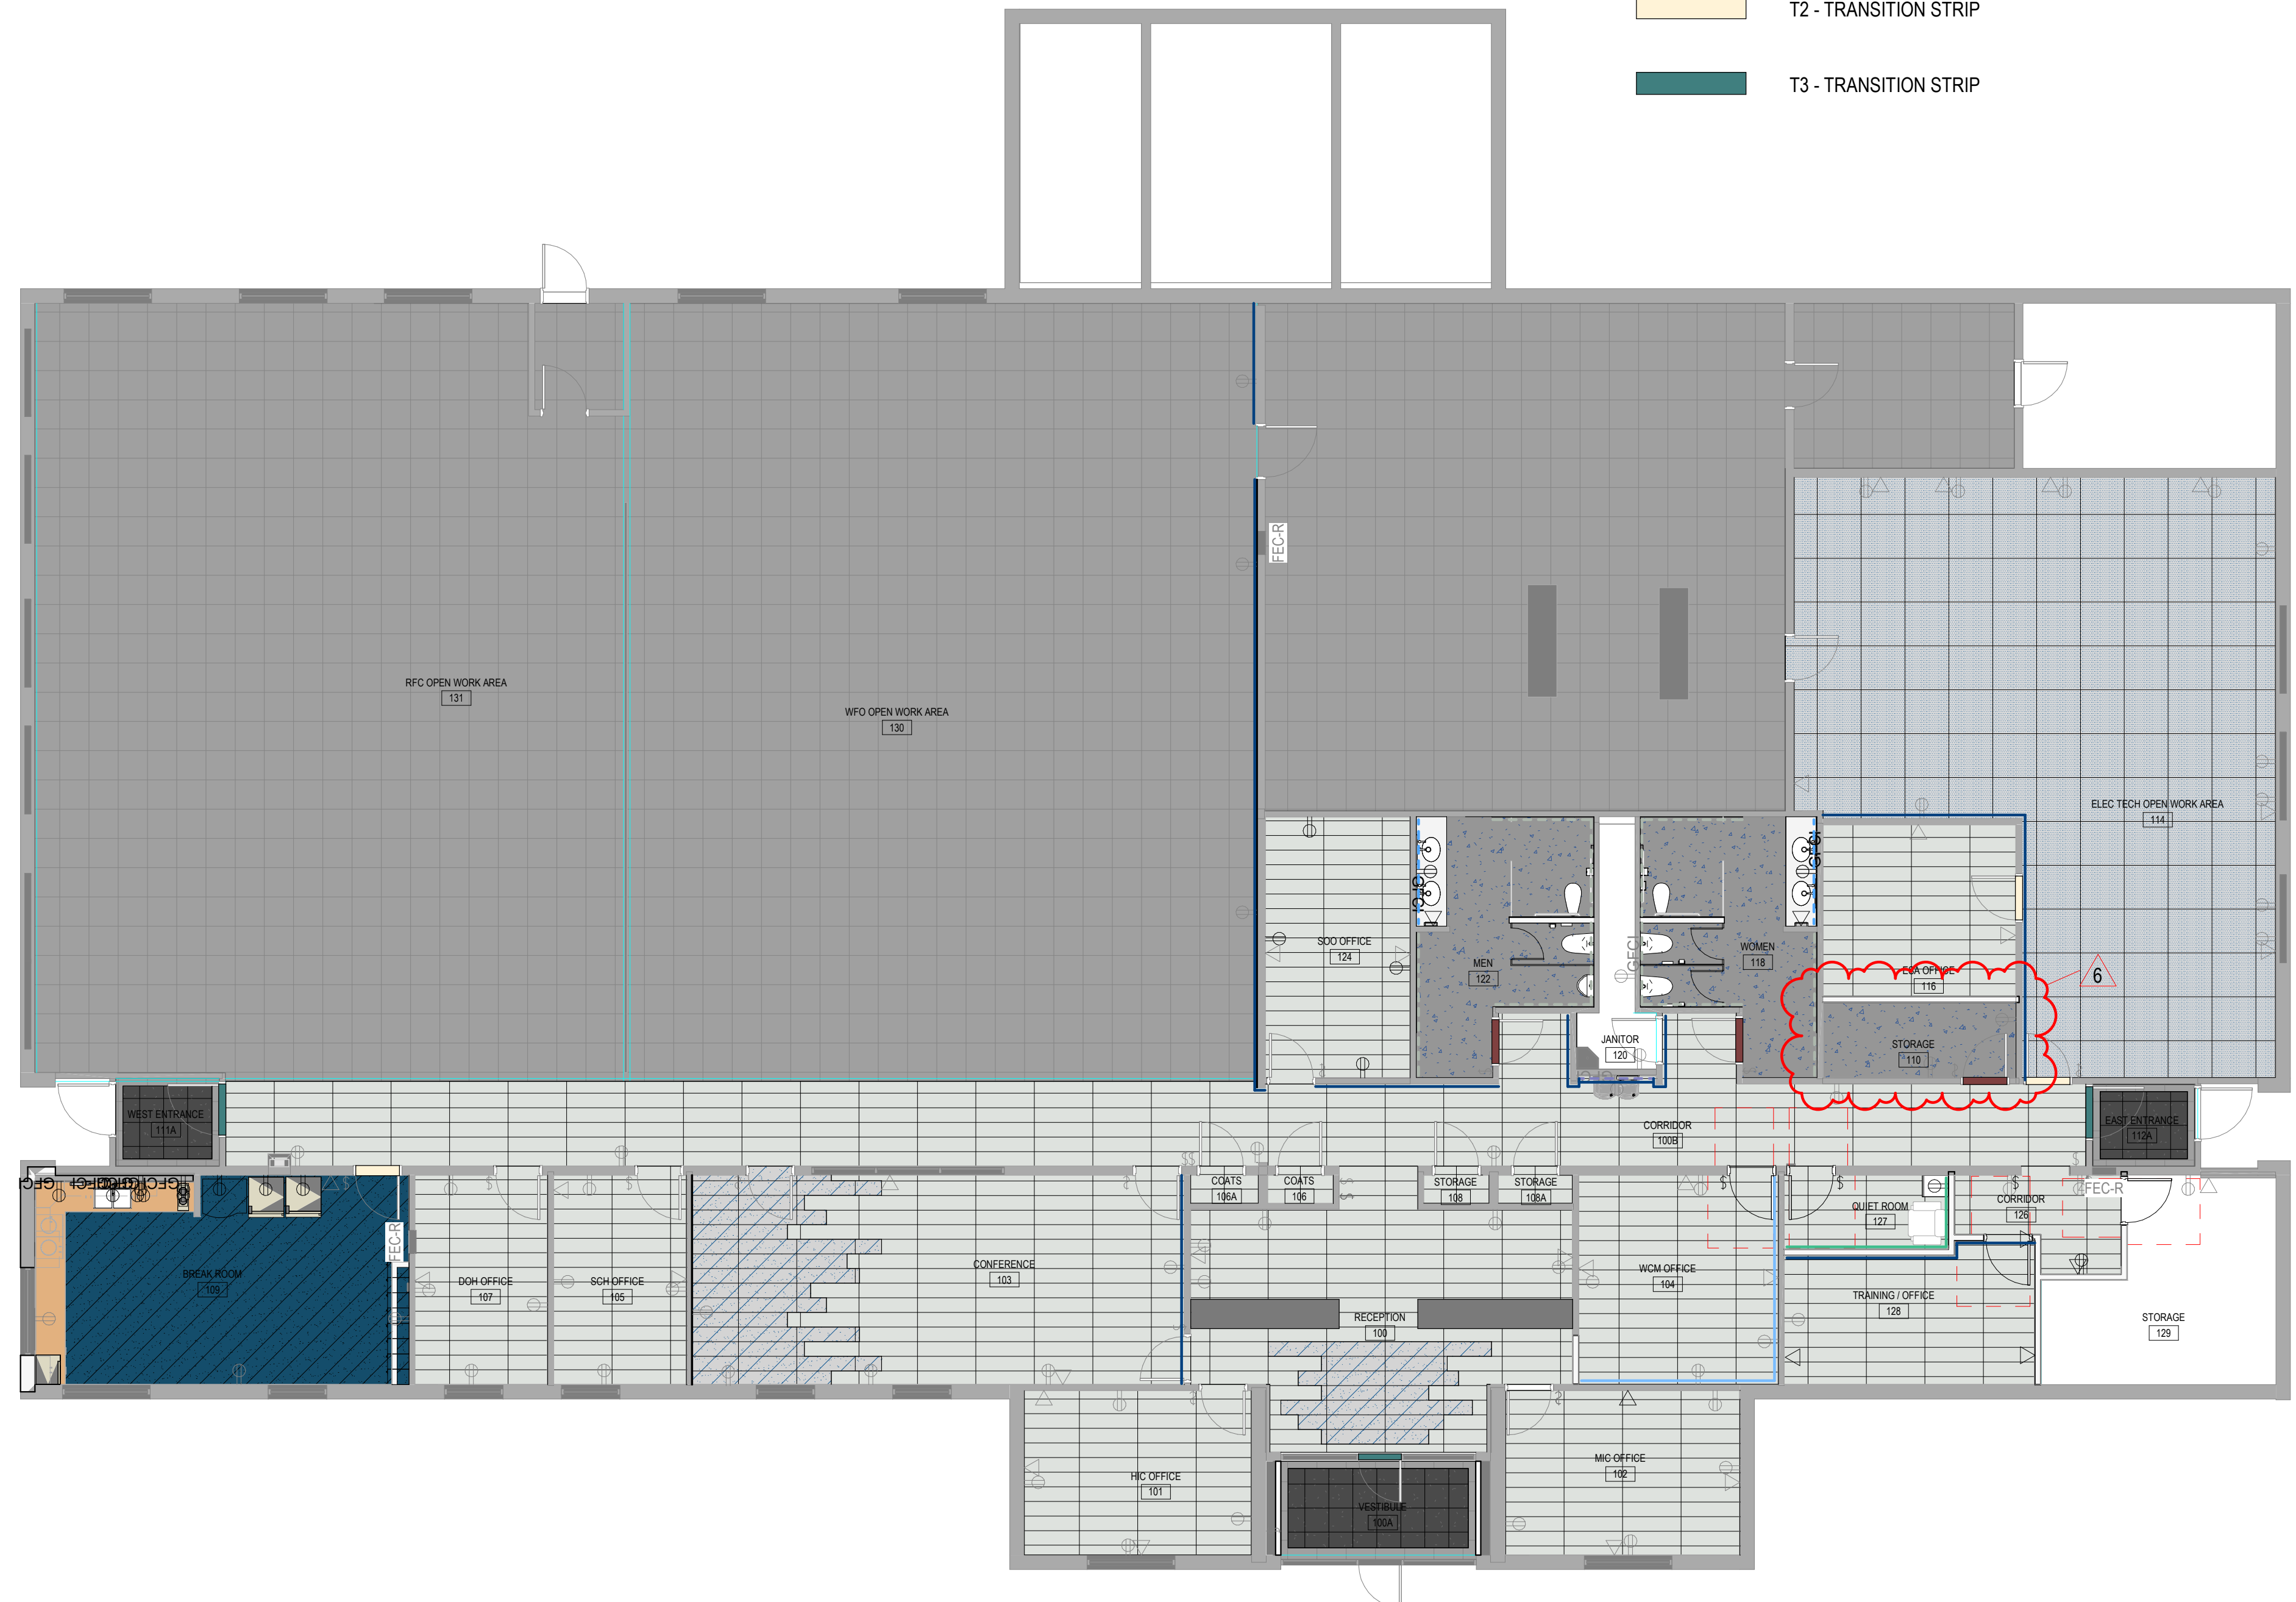 T2 - TRANSITION STRIP
T3 - TRANSITION STRIP
FEC-R
RFC OPEN WORK AREA
131
WFO OPEN WORK AREA
130
ELEC TECH OPEN WORK AREA
114
GFCI
GFCI
SOO OFFICE
124
MEN
122
GFCI
WOMEN
118
ESA OFFICE
116
6
JANITOR
120
STORAGE
110
WEST ENTRANCE
111A
CORRIDOR
100B
EAST ENTRANCE
112A
COATS
106A
COATS
106
STORAGE
108
STORAGE
108A
QUIET ROOM
127
CORRIDOR
126
FEC-R
FEC-R
BREAK ROOM
109
DOH OFFICE
107
SCH OFFICE
105
CONFERENCE
103
WCM OFFICE
104
TRAINING / OFFICE
128
RECEPTION
100
STORAGE
129
HIC OFFICE
101
MIC OFFICE
102
VESTIBULE
100A